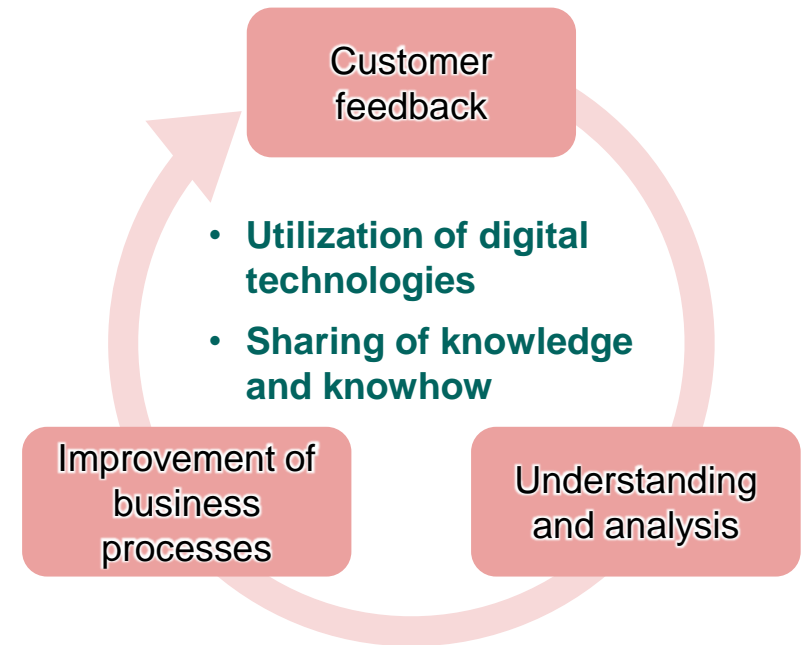 Customer
feedback
• Utilization of digital
technologies
• Sharing of knowledge
and knowhow
Improvement of
business
processes
Understanding
and analysis